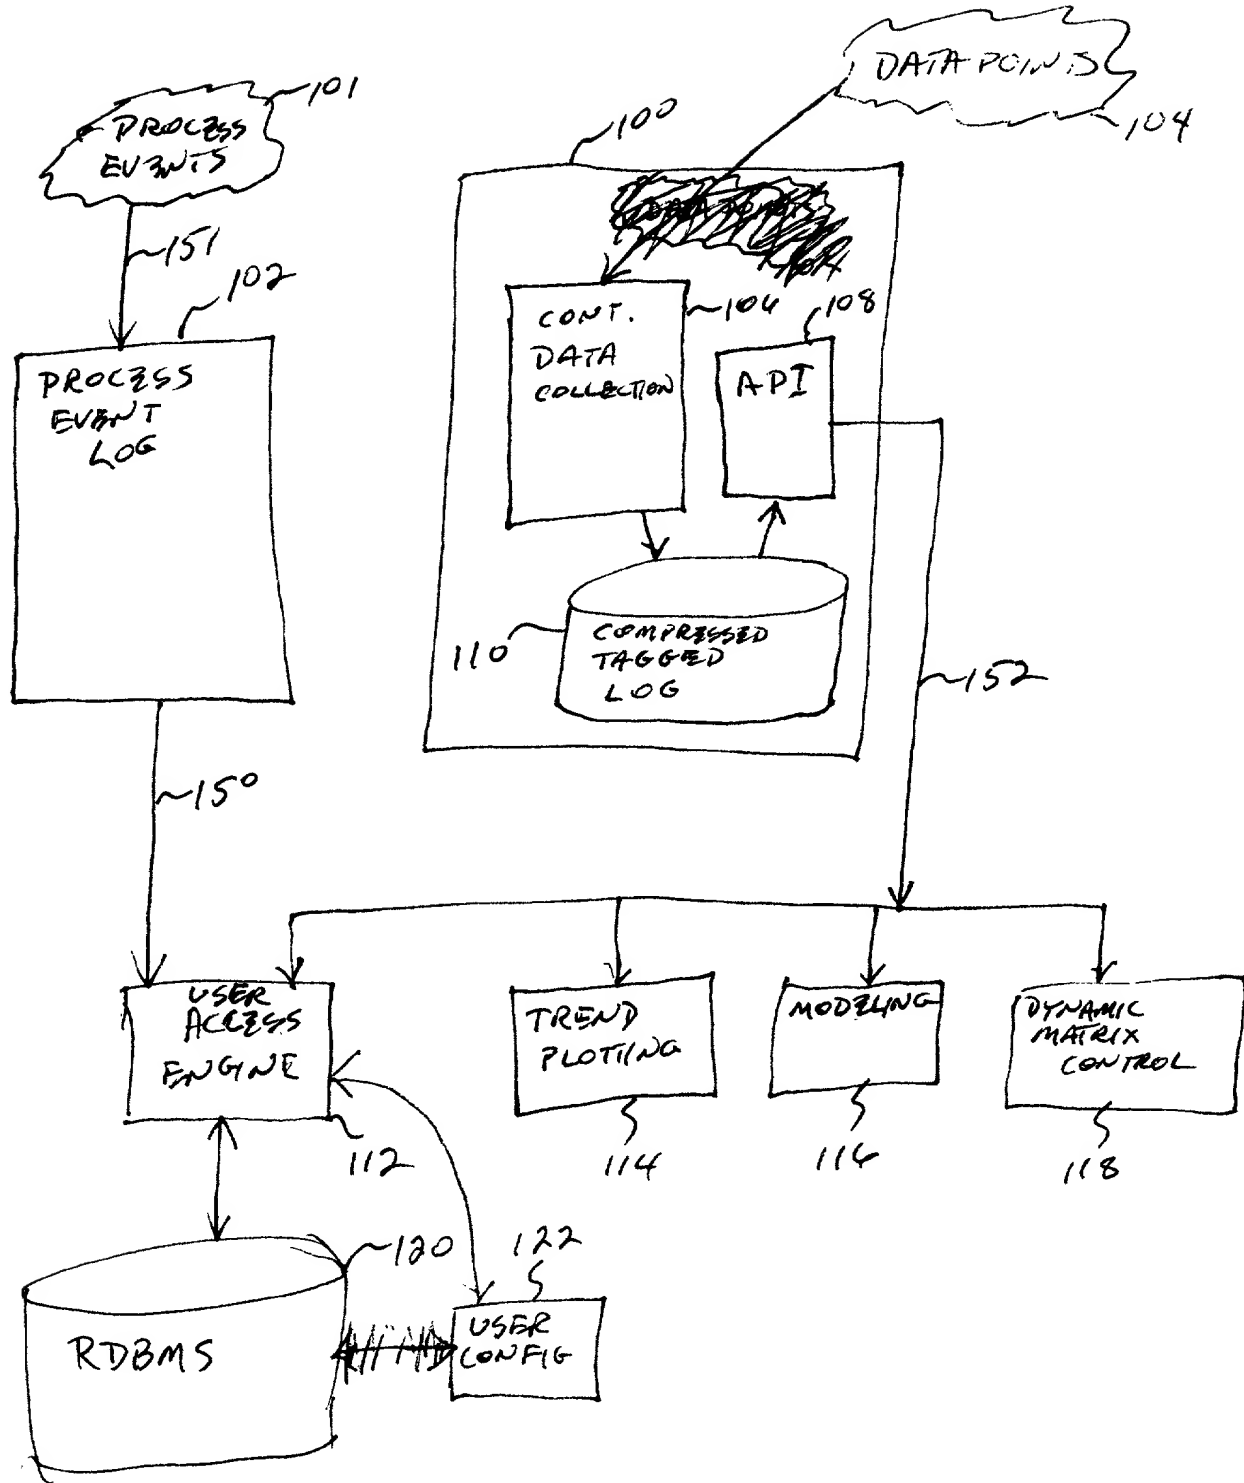 DATA POINTS
104
101
PROCESS
EVENTS
100
151
102
CONT.
DATA
COLLECTION
106
108
API
PROCESS
EVENT
LOG
110
COMPRESSED
TAGGED
LOG
152
150
USER
ACCESS
ENGINE
112
TREND
PLOTTING
114
MODELING
116
DYNAMIC
MATRIX
CONTROL
118
120
RDBMS
122
USER
CONFIG